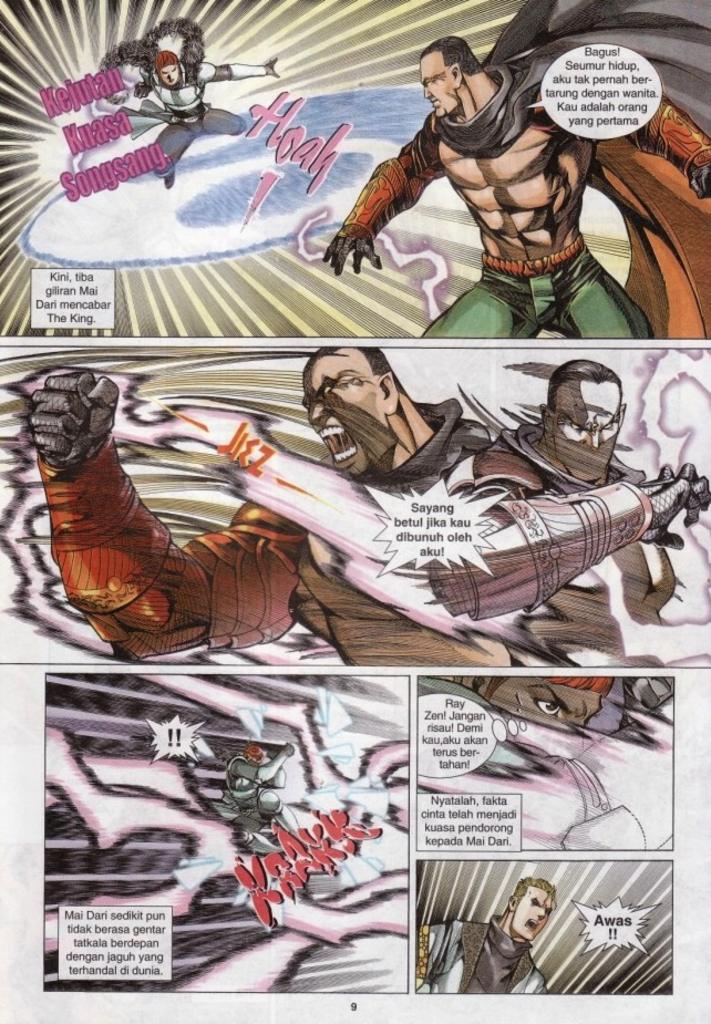 Kejutan
Kuasa
Songsang.
Hoah
!
Bagus!
Seumur hidup,
aku tak pernah ber-
tarung dengan wanita.
Kau adalah orang
yang pertama
Kini, tiba
giliran Mai
Dari mencabar
The King.
Sayang
betul jika kau
dibunuh oleh
aku!
!!
Mai Dari sedikit pun
tidak berasa gentar
tatkala berdepan
dengan jaguh yang
terhandal di dunia.
Ray
Zen! Jangan
risau! Demi
kau,aku akan
terus ber-
tahan!
Nyatalah, fakta
cinta telah menjadi
kuasa pendorong
kepada Mai Dari.
Awas
!!
9